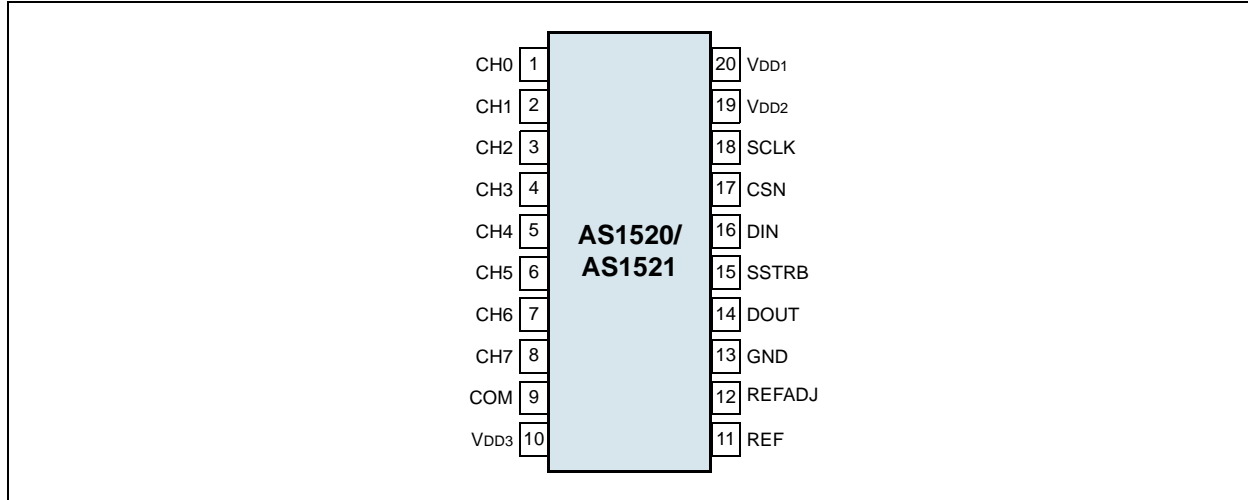 CH0 1
CH1 2
CH2 3
CH3 4
CH4 5
CH5 6
CH6 7
CH7 8
COM 9
VDD3 10
AS1520/
AS1521
20 VDD1
19 VDD2
18 SCLK
17 CSN
16 DIN
15 SSTRB
14 DOUT
13 GND
12 REFADJ
11 REF